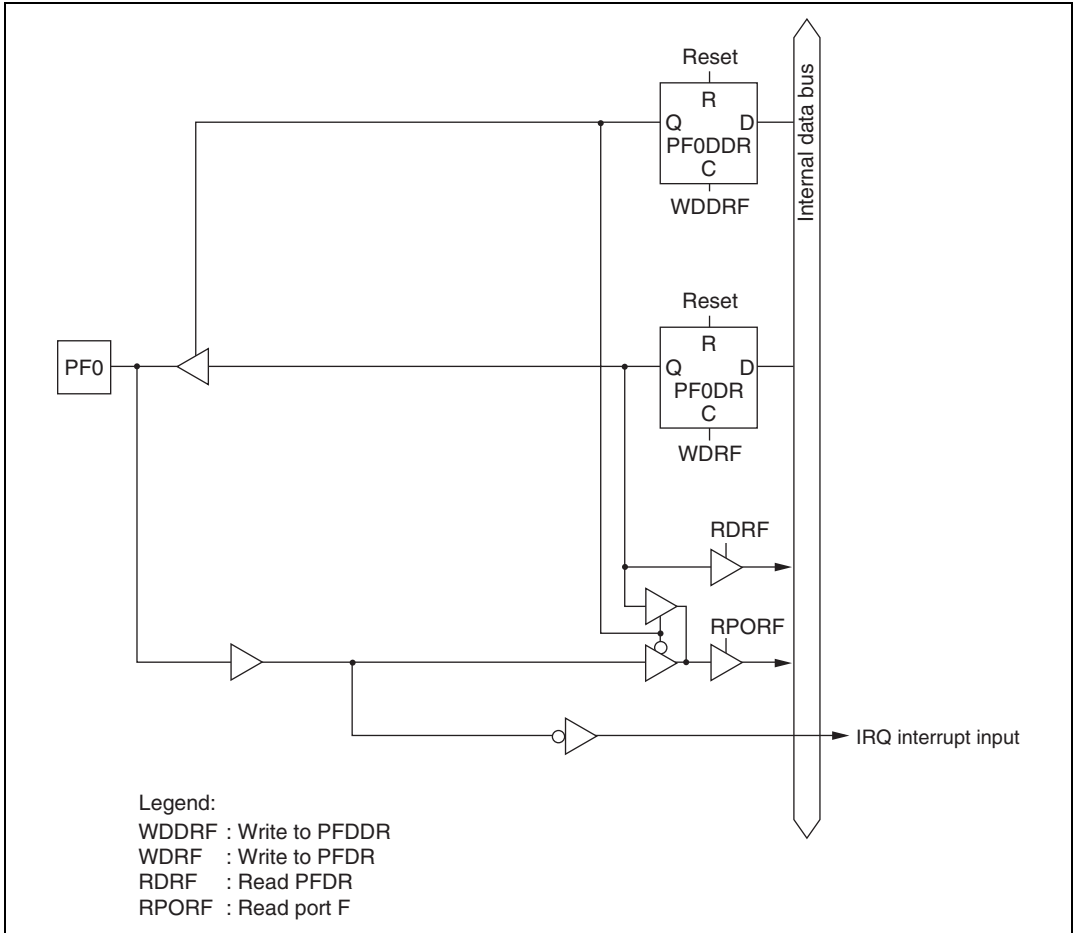 Reset
R
Q D
PF0DDR
C
WDDRF
Internal data bus
Reset
R
PF0
Q D
PF0DR
C
WDRF
RDRF
RPORF
IRQ interrupt input
Legend:
WDDRF : Write to PFDDR
WDRF : Write to PFDR
RDRF : Read PFDR
RPORF : Read port F